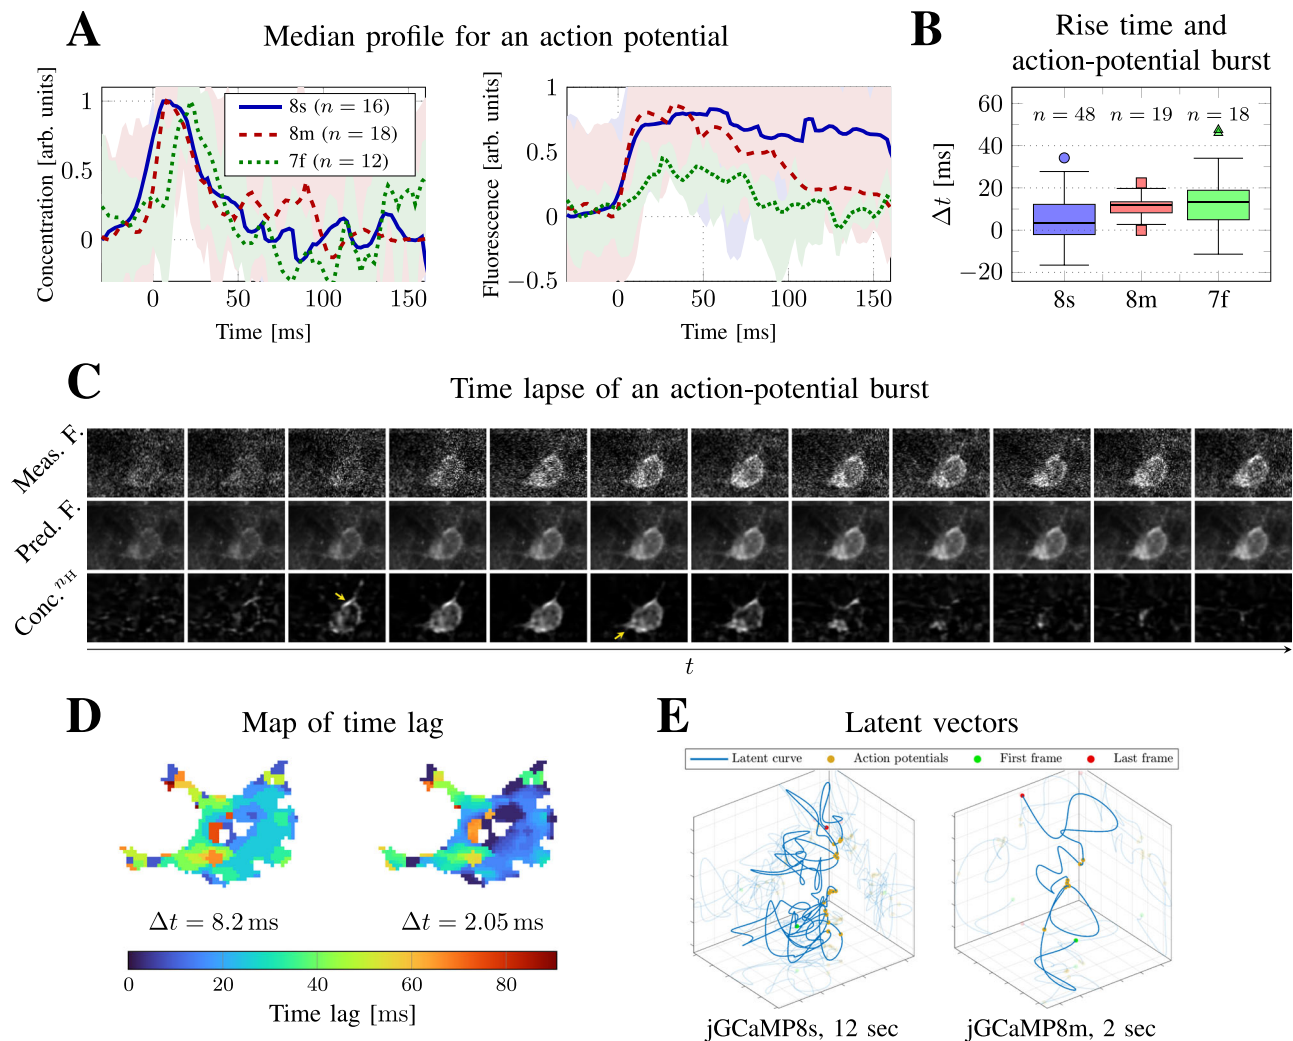 A
Median profile for an action potential
Concentration [arb. units]
1
0.5
0
8s (n = 16)
8m (n = 18)
7f (n = 12)
0 50 100 150
Time [ms]
Fluorescence [arb. units]
1
0.5
0
−0.5
0 50 100 150
Time [ms]
B
Rise time and
action-potential burst
Δt [ms]
60
40
20
0
−20
n = 48 n = 19 n = 18
8s 8m 7f
C
Time lapse of an action-potential burst
Meas. F.
Pred. F.
Conc.ⁿᴴ
t
D
Map of time lag
Δt = 8.2 ms Δt = 2.05 ms
0 20 40 60 80
Time lag [ms]
E
Latent vectors
Latent curve Action potentials First frame Last frame
jGCaMP8s, 12 sec jGCaMP8m, 2 sec